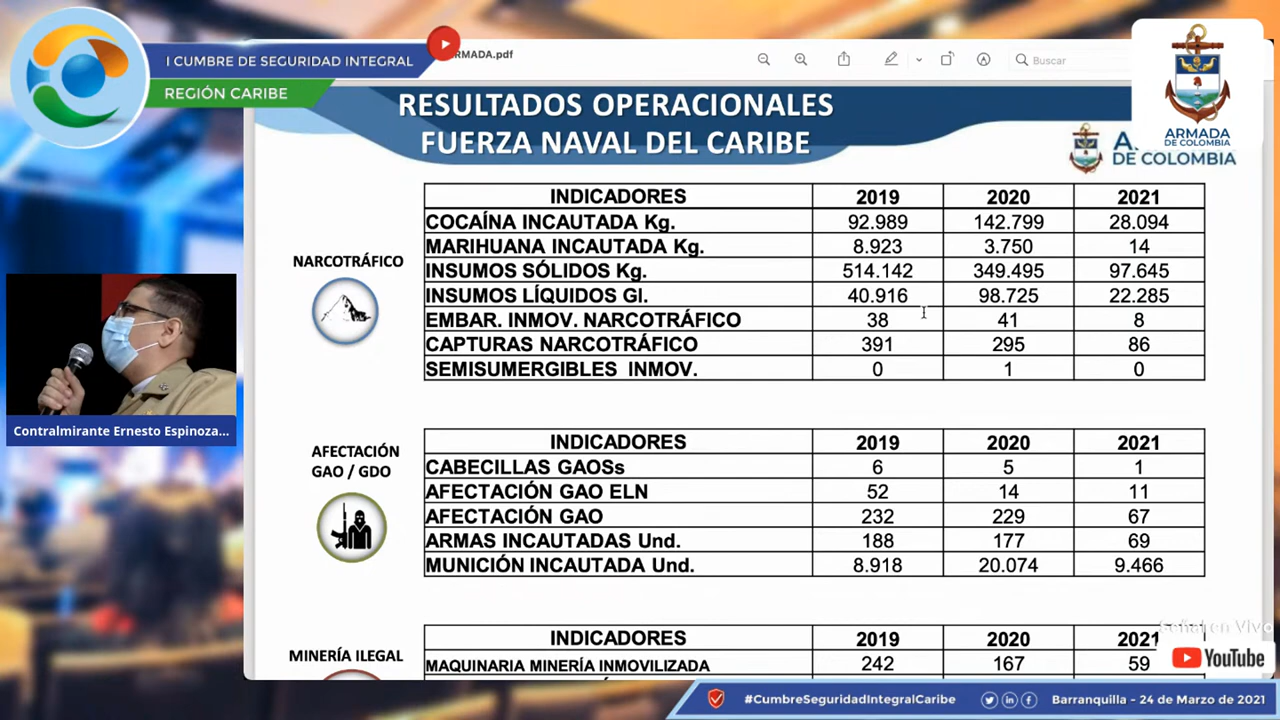 I CUMBRE DE SEGURIDAD INTEGRAL
REGIÓN CARIBE
RMADA.pdf
Buscar
ARMADA
DE COLOMBIA
A
DE COLOMBIA
RESULTADOS OPERACIONALES
FUERZA NAVAL DEL CARIBE
NARCOTRÁFICO
INDICADORES 2019 2020 2021
COCAÍNA INCAUTADA Kg. 92.989 142.799 28.094
MARIHUANA INCAUTADA Kg. 8.923 3.750 14
INSUMOS SÓLIDOS Kg. 514.142 349.495 97.645
INSUMOS LÍQUIDOS Gl. 40.916 98.725 22.285
EMBAR. INMOV. NARCOTRÁFICO 38 41 8
CAPTURAS NARCOTRÁFICO 391 295 86
SEMISUMERGIBLES INMOV. 0 1 0
Contralmirante Ernesto Espinoza...
AFECTACIÓN
GAO / GDO
INDICADORES 2019 2020 2021
CABECILLAS GAOSs 6 5 1
AFECTACIÓN GAO ELN 52 14 11
AFECTACIÓN GAO 232 229 67
ARMAS INCAUTADAS Und. 188 177 69
MUNICIÓN INCAUTADA Und. 8.918 20.074 9.466
MINERÍA ILEGAL
INDICADORES 2019 2020 2021
MAQUINARIA MINERÍA INMOVILIZADA 242 167 59
Señal en Vivo
YouTube
#CumbreSeguridadIntegralCaribe
Barranquilla - 24 de Marzo de 2021